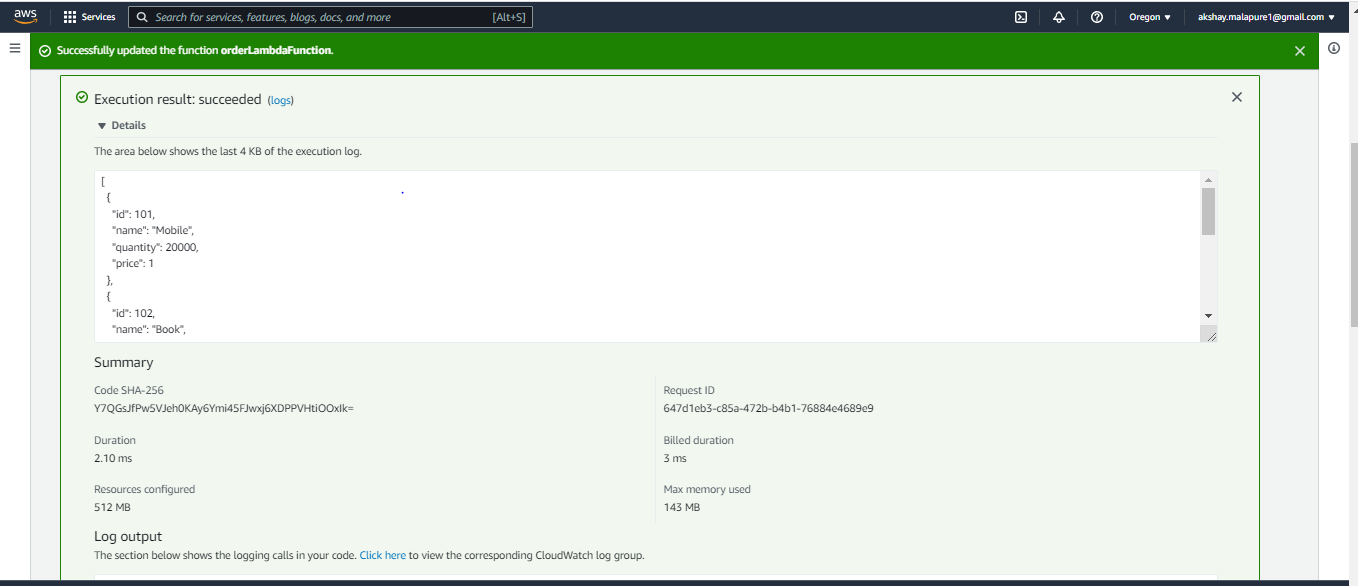 aws Services Search for services, features, blogs, docs, and more [Alt+S] Oregon ▼ akshay.malapure1@gmail.com ▼
Successfully updated the function orderLambdaFunction.
Execution result: succeeded (logs)
▼ Details
The area below shows the last 4 KB of the execution log.
[
{
"id": 101,
"name": "Mobile",
"quantity": 20000,
"price": 1
},
{
"id": 102,
"name": "Book",
Summary
Code SHA-256
Y7QGsJfPw5VJeh0KAy6Ymi45FJwxj6XDPPVHtiOOxIk=
Request ID
647d1eb3-c85a-472b-b4b1-76884e4689e9
Duration
2.10 ms
Billed duration
3 ms
Resources configured
512 MB
Max memory used
143 MB
Log output
The section below shows the logging calls in your code. Click here to view the corresponding CloudWatch log group.